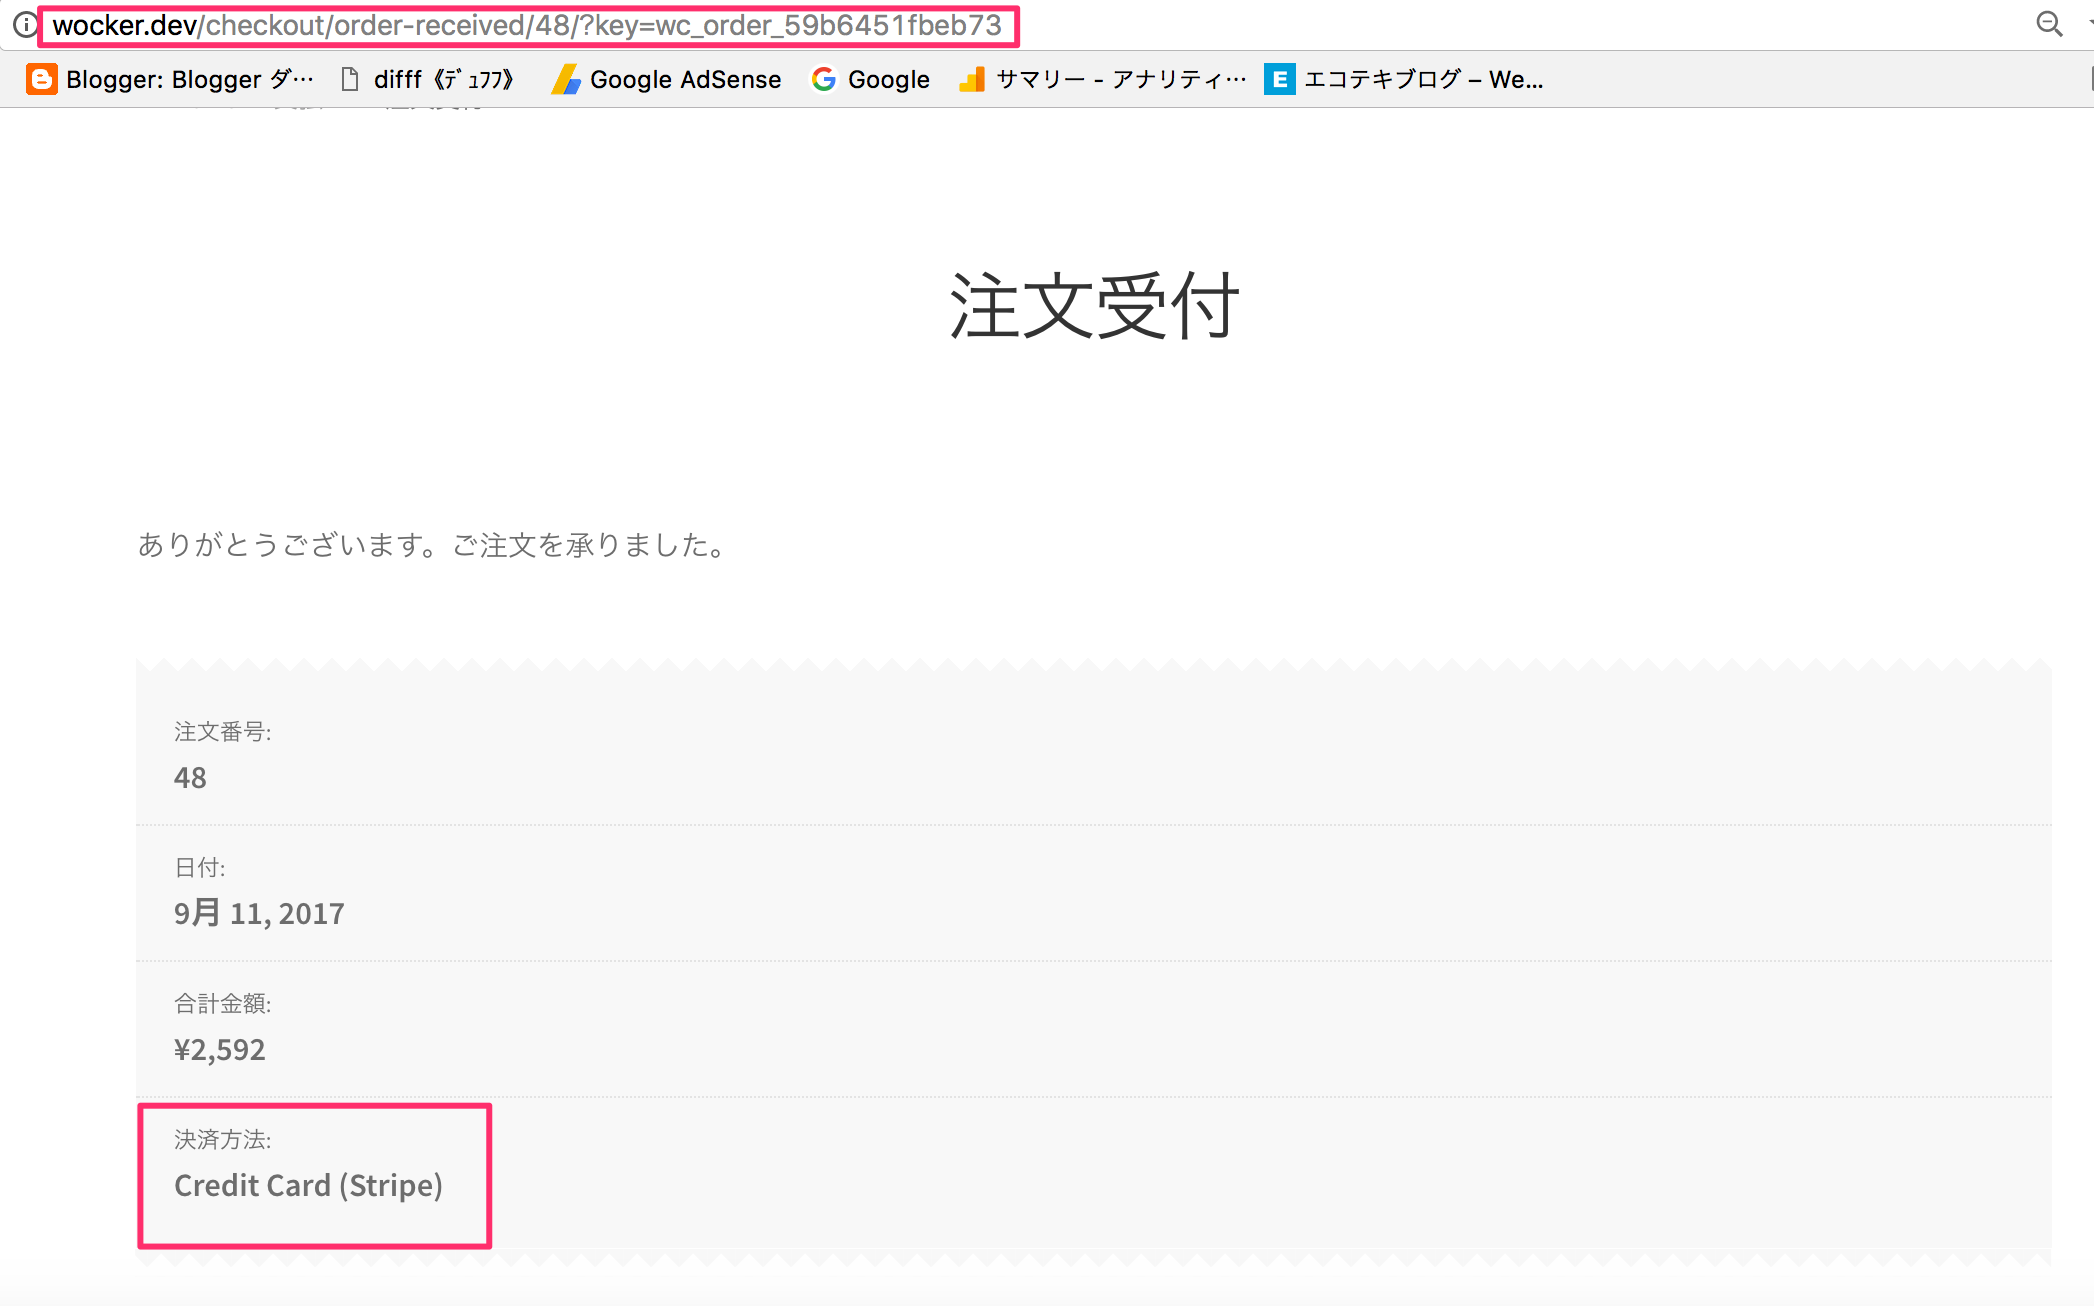 wocker.dev/checkout/order-received/48/?key=wc_order_59b6451fbeb73
Blogger: Blogger ダ… difff《ﾃﾞｭﾌﾌ》 Google AdSense Google サマリー - アナリティ… エコテキブログ – We...
注文受付
ありがとうございます。ご注文を承りました。
注文番号:
48
日付:
9月 11, 2017
合計金額:
¥2,592
決済方法:
Credit Card (Stripe)